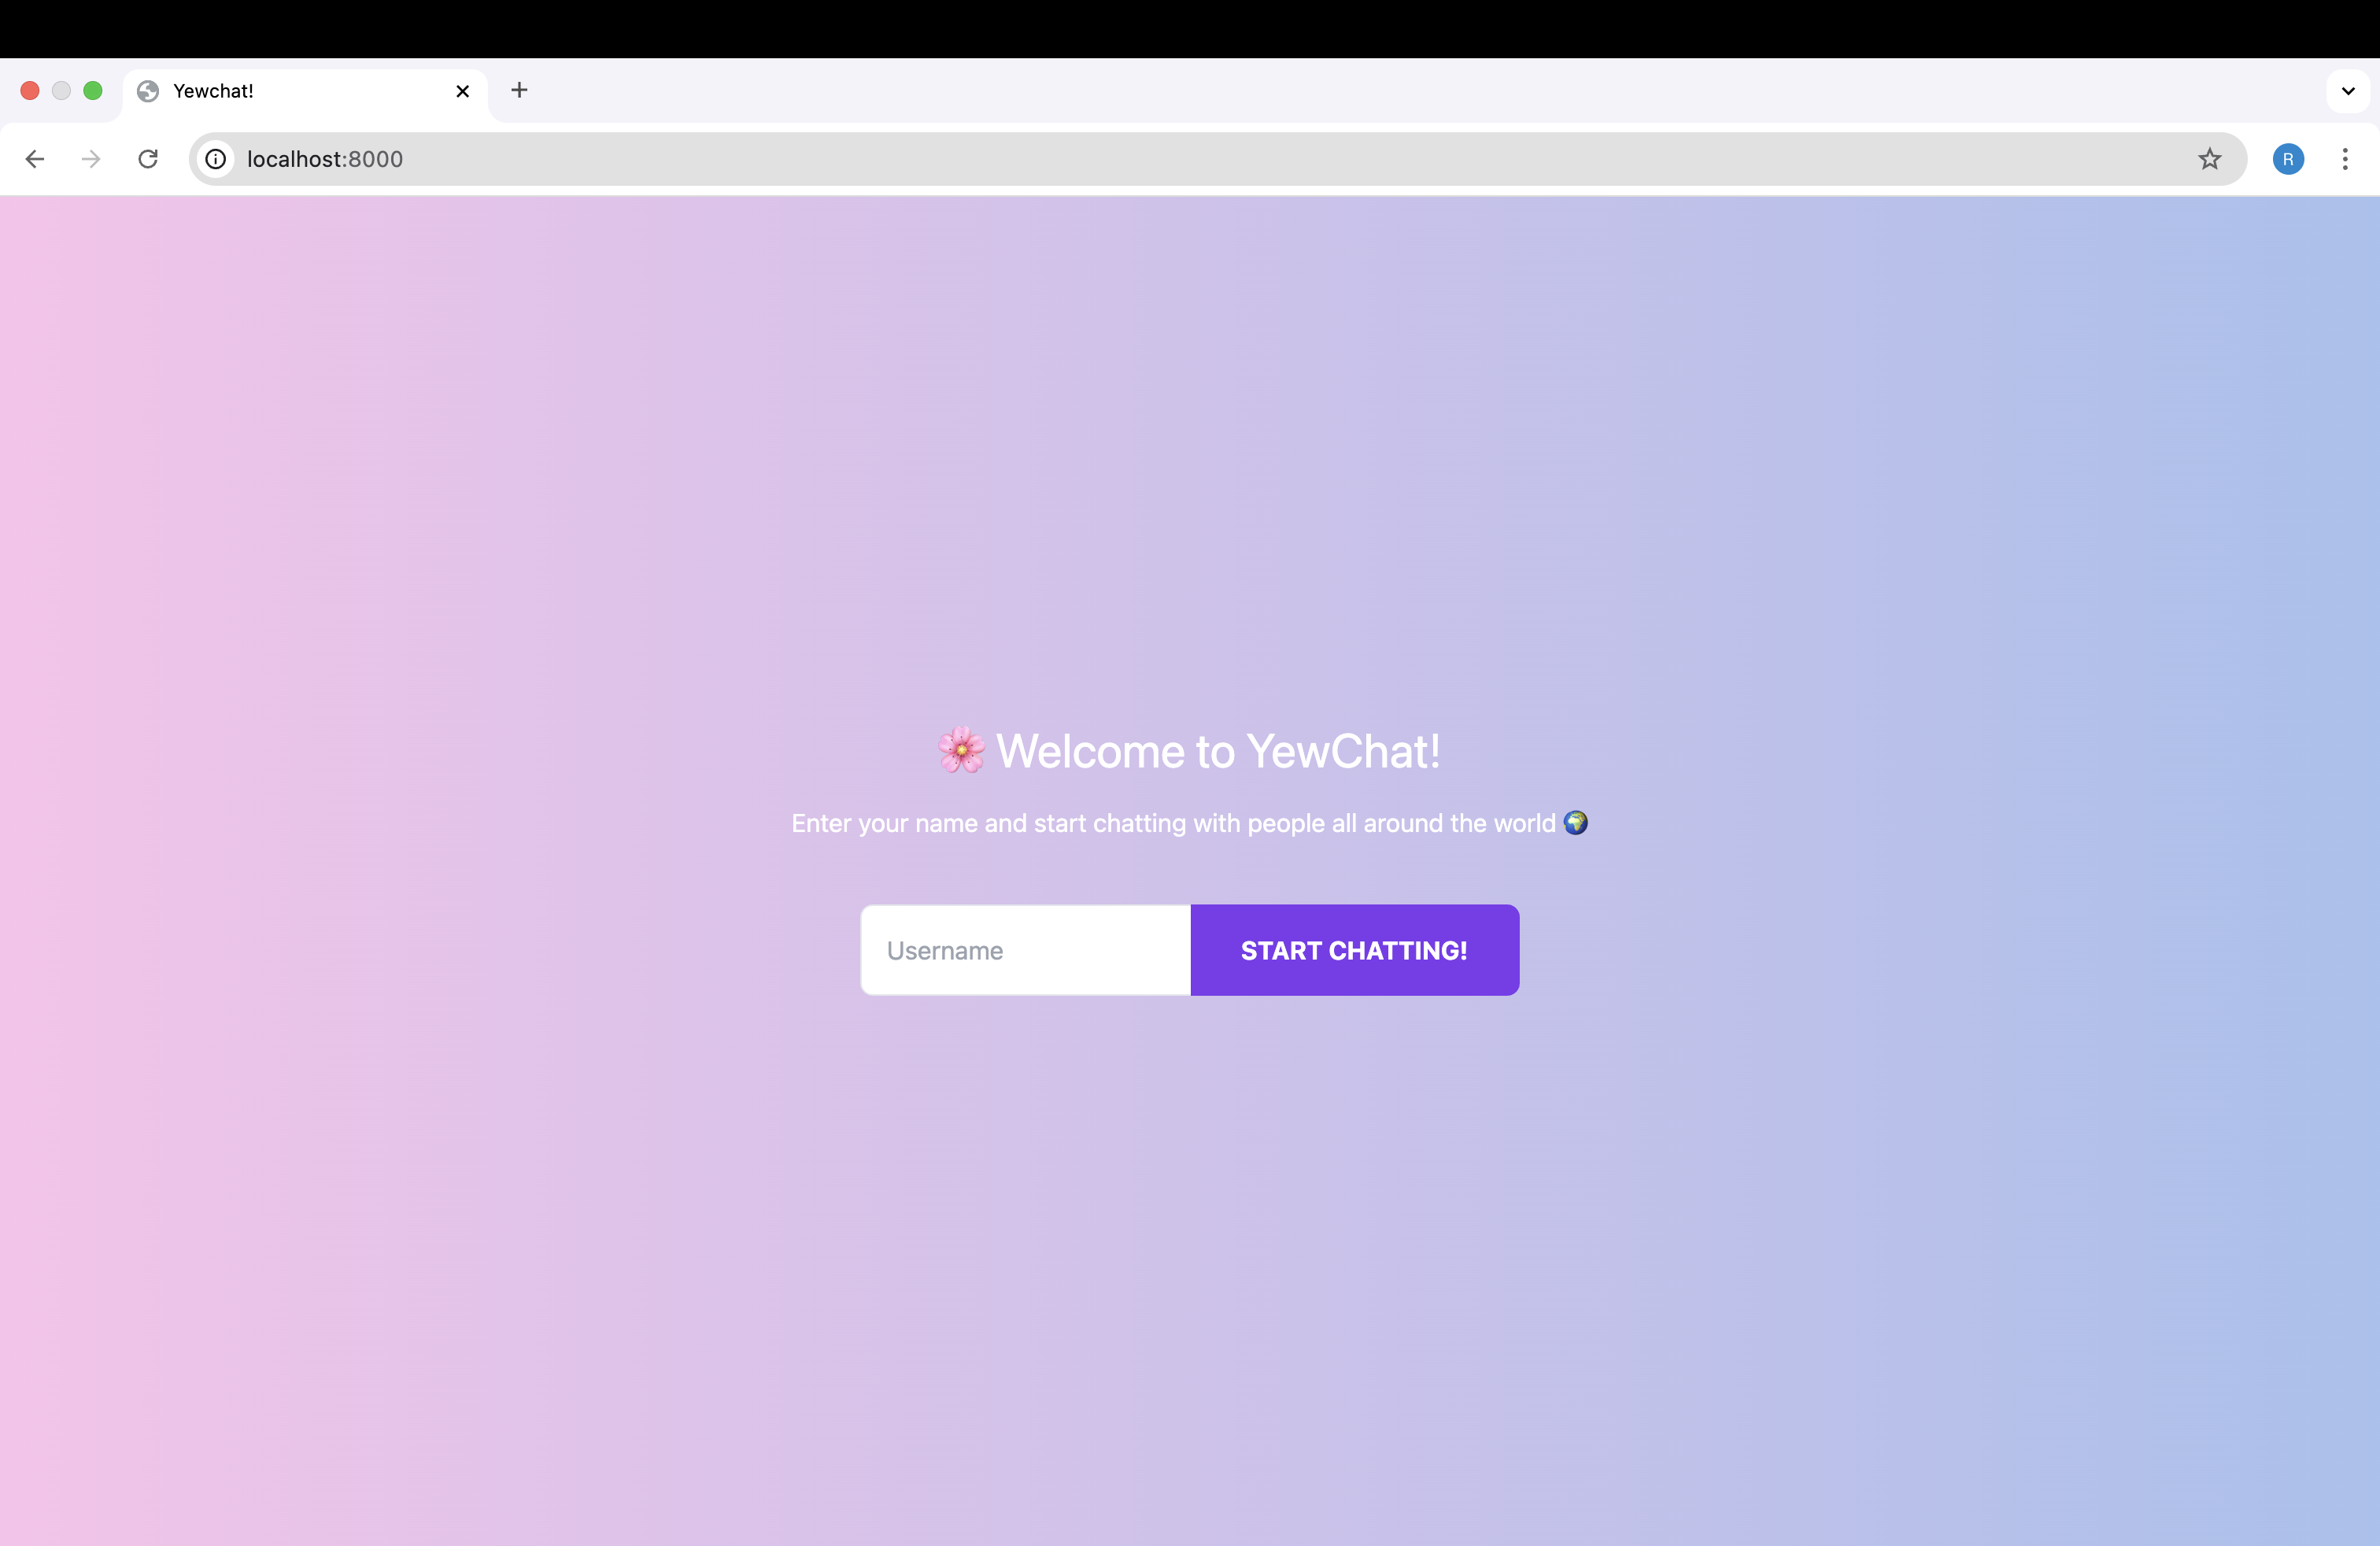 Yewchat!
localhost:8000
R
🌸 Welcome to YewChat!
Enter your name and start chatting with people all around the world 🌍
Username
START CHATTING!